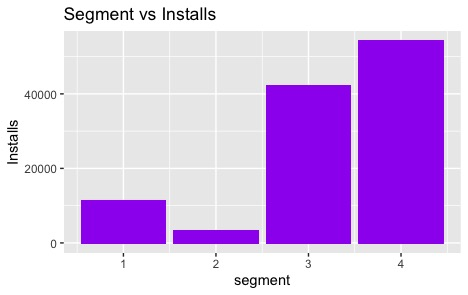 Segment vs Installs
Installs
40000
20000
0
1 2 3 4
segment